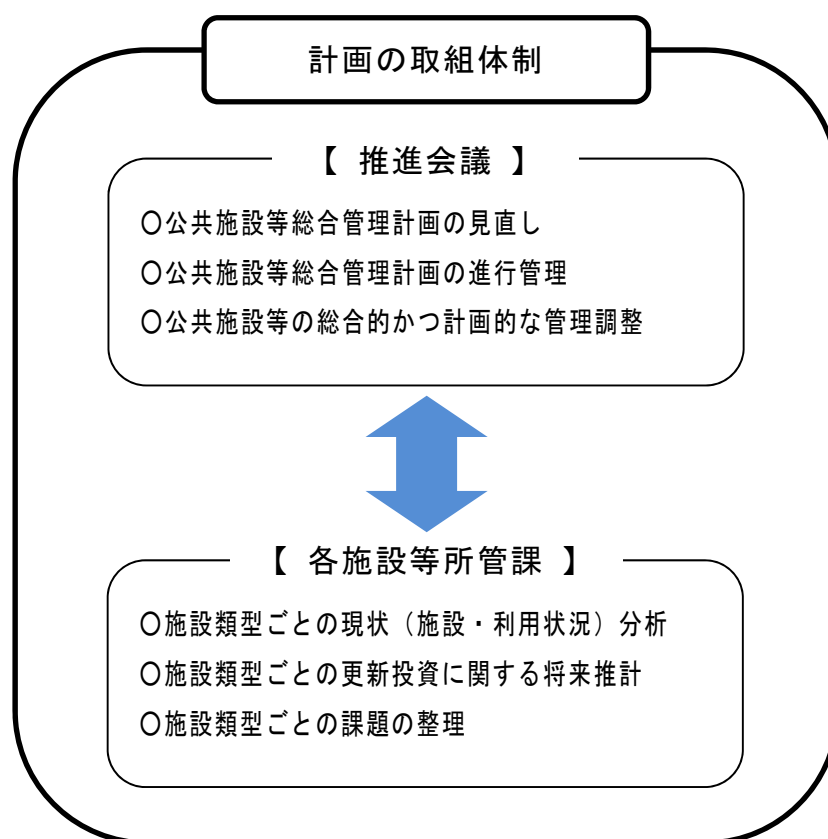 計画の取組体制
【 推進会議 】
〇公共施設等総合管理計画の見直し
〇公共施設等総合管理計画の進行管理
〇公共施設等の総合的かつ計画的な管理調整
【 各施設等所管課 】
〇施設類型ごとの現状（施設・利用状況）分析
〇施設類型ごとの更新投資に関する将来推計
〇施設類型ごとの課題の整理